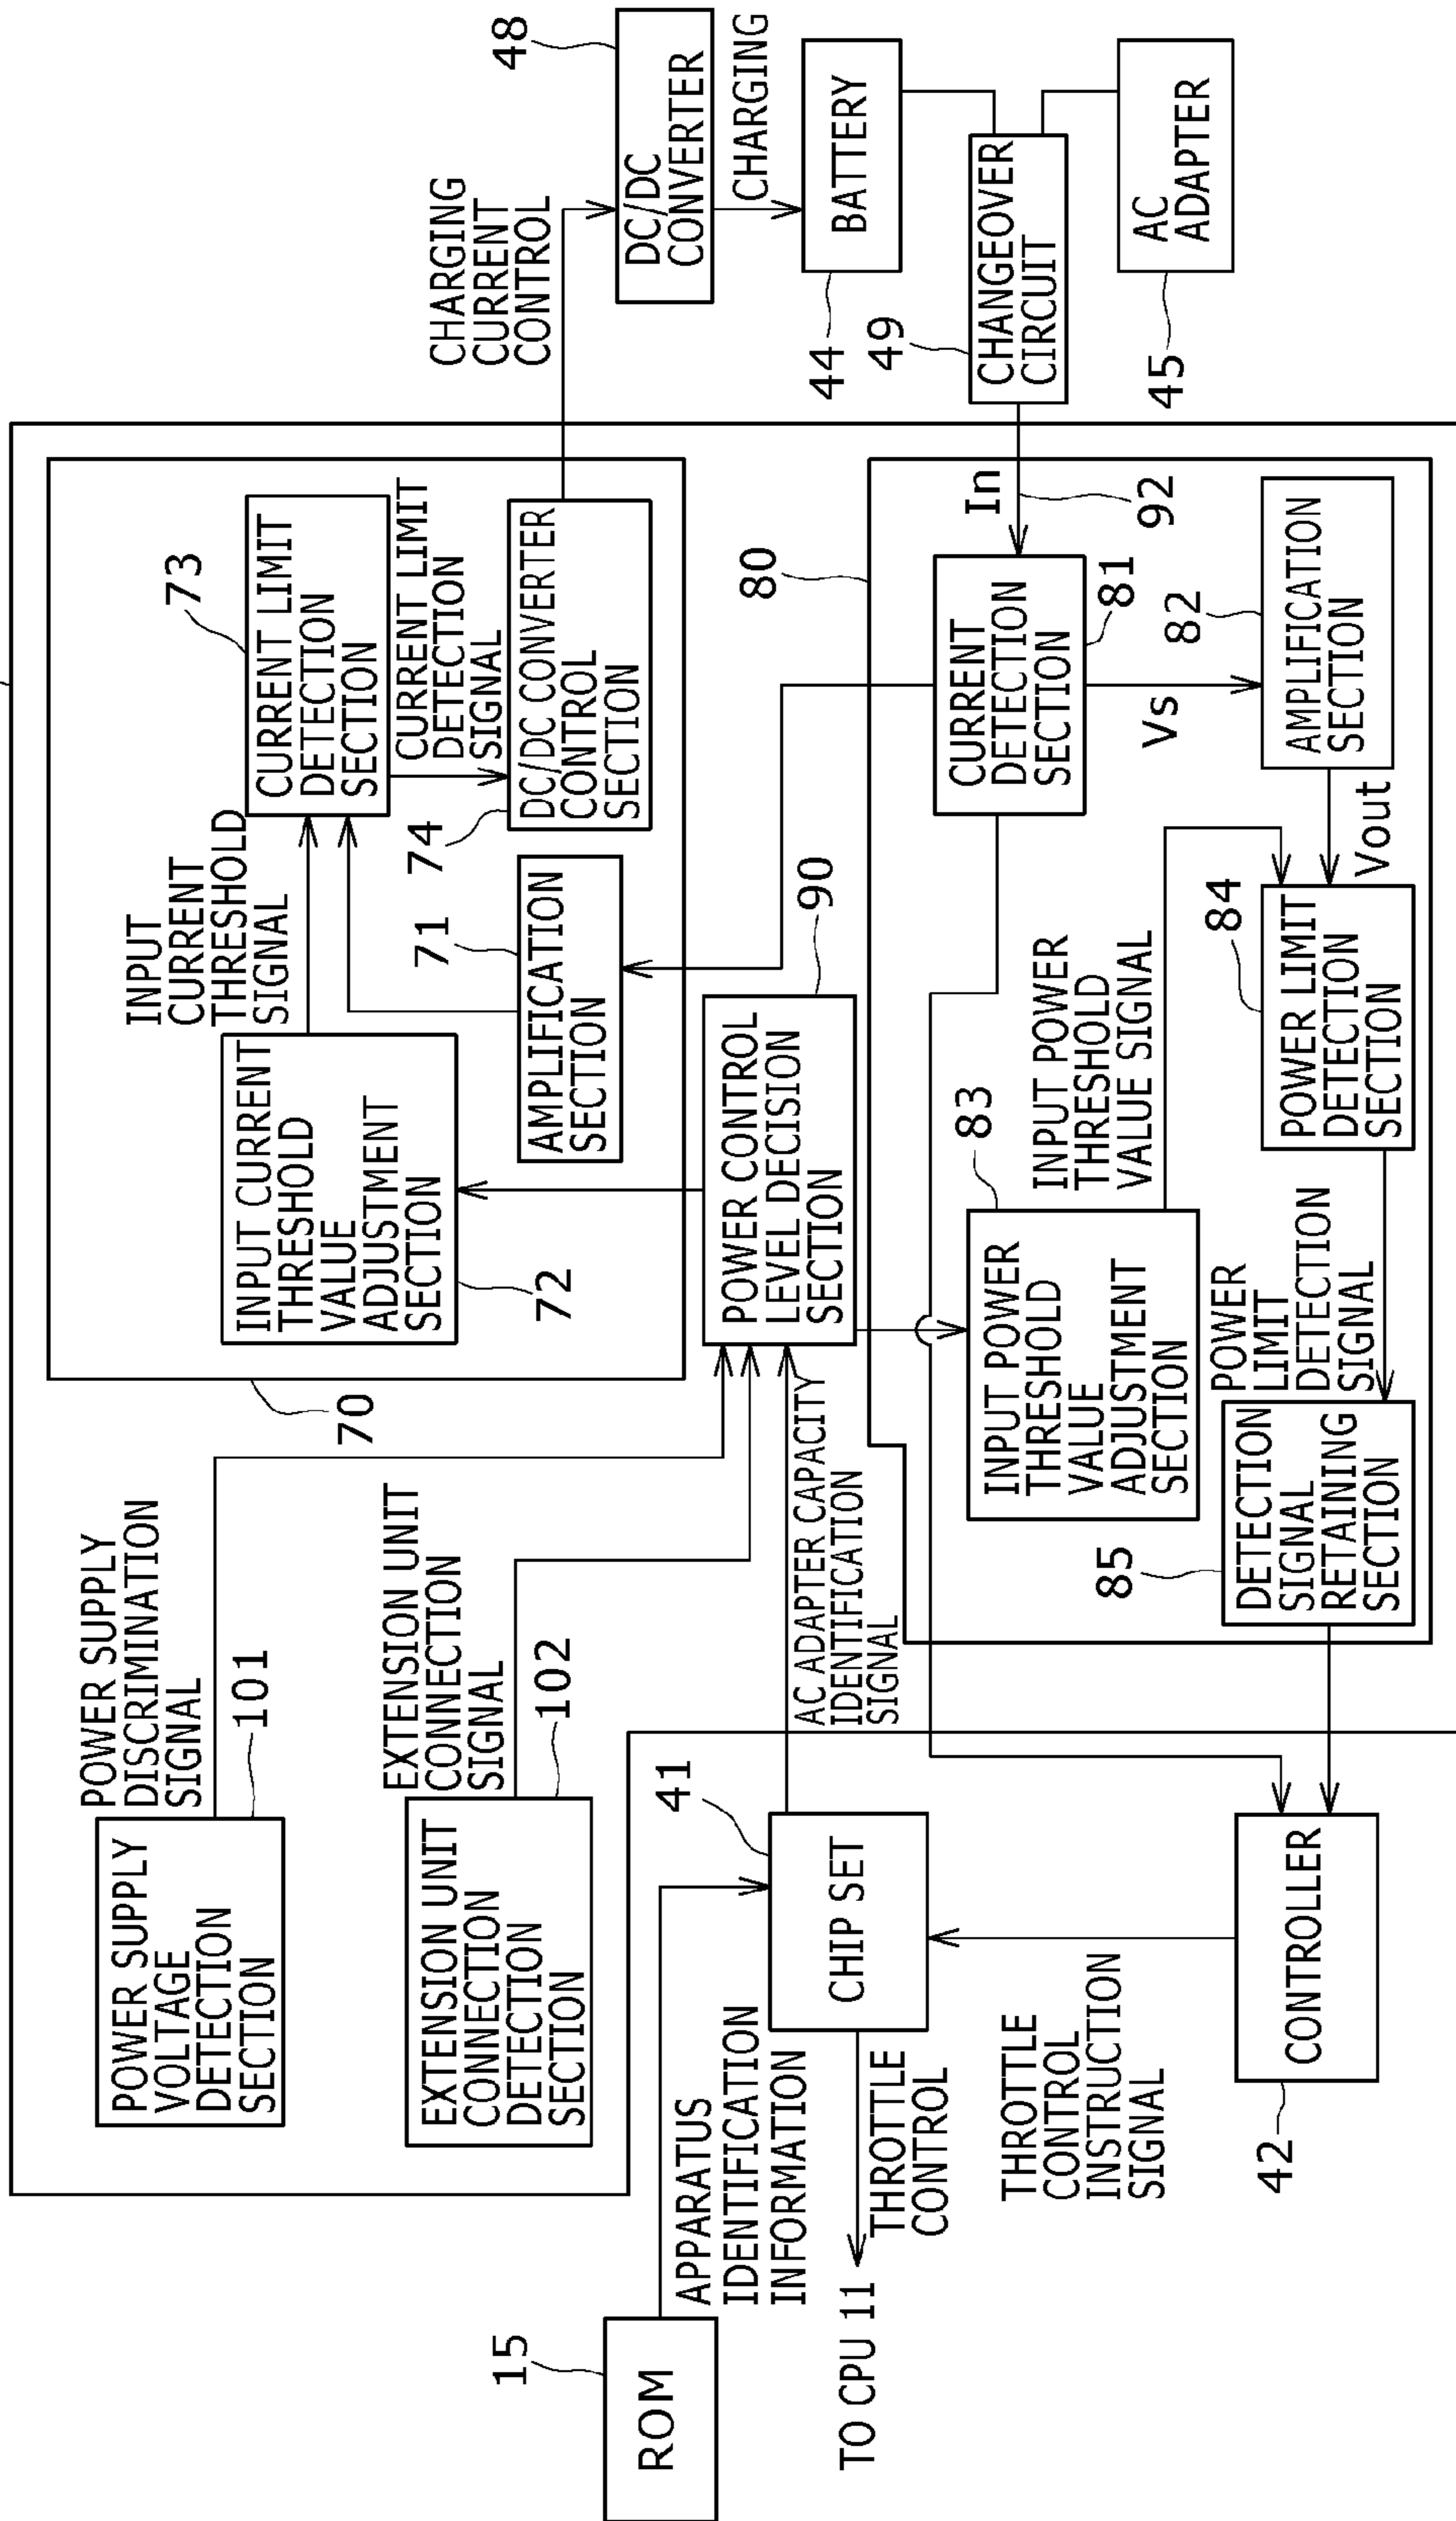 POWER SUPPLY
VOLTAGE
DETECTION
SECTION
POWER SUPPLY
DISCRIMINATION
SIGNAL
101
EXTENSION UNIT
CONNECTION
DETECTION
SECTION
EXTENSION UNIT
CONNECTION
SIGNAL
102
70
INPUT CURRENT
THRESHOLD
VALUE
ADJUSTMENT
SECTION
72
INPUT
CURRENT
THRESHOLD
SIGNAL
CURRENT LIMIT
DETECTION
SECTION
73
CURRENT LIMIT
DETECTION
SIGNAL
AMPLIFICATION
SECTION
71
DC/DC CONVERTER
CONTROL
SECTION
74
CHARGING
CURRENT
CONTROL
DC/DC
CONVERTER
48
CHARGING
BATTERY
44
CHANGEOVER
CIRCUIT
49
AC
ADAPTER
45
ROM
15
APPARATUS
IDENTIFICATION
INFORMATION
CHIP SET
41
AC ADAPTER CAPACITY
IDENTIFICATION
SIGNAL
THROTTLE
CONTROL
TO CPU 11
THROTTLE
CONTROL
INSTRUCTION
SIGNAL
CONTROLLER
42
POWER CONTROL
LEVEL DECISION
SECTION
90
80
INPUT POWER
THRESHOLD
VALUE
ADJUSTMENT
SECTION
83
INPUT POWER
THRESHOLD
VALUE SIGNAL
CURRENT
DETECTION
SECTION
81
In
92
Vs
AMPLIFICATION
SECTION
82
Vout
POWER LIMIT
DETECTION
SECTION
84
POWER
LIMIT
DETECTION
SIGNAL
DETECTION
SIGNAL
RETAINING
SECTION
85